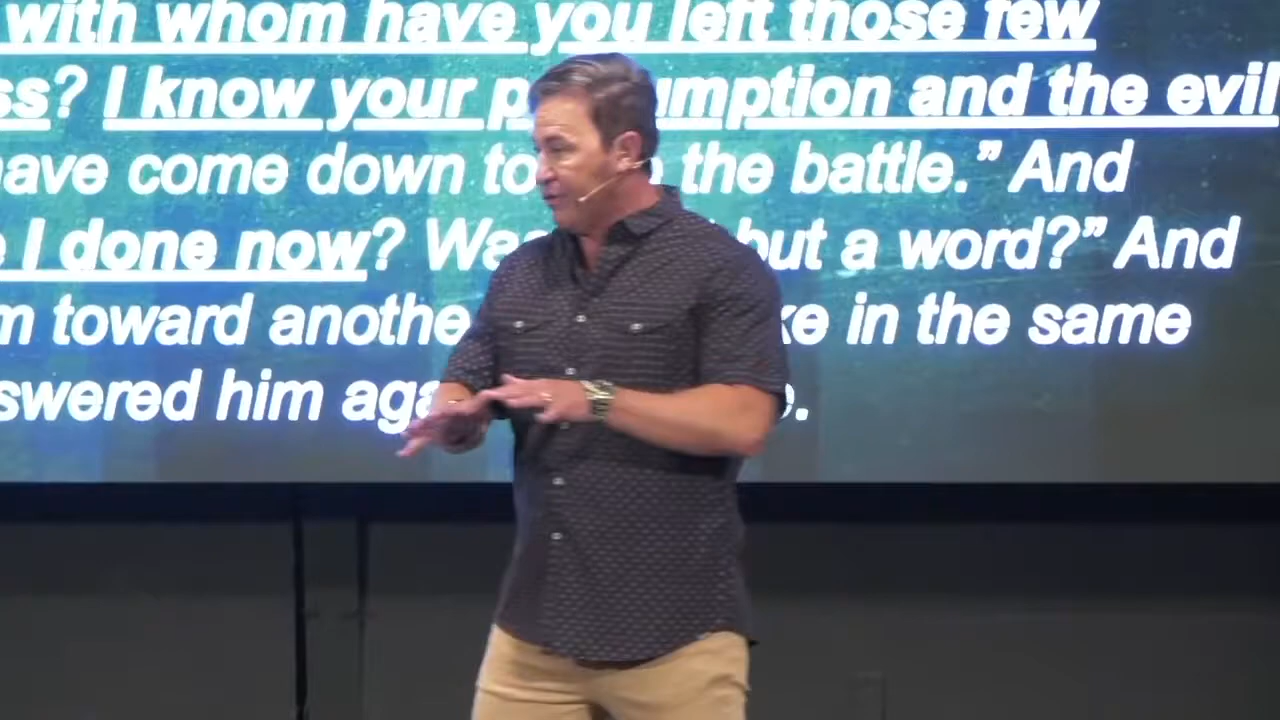 with whom have you left those few
ss? I know your p umption and the evil
ave come down to the battle.” And
I done now? Was but a word?” And
m toward anothe ke in the same
swered him aga